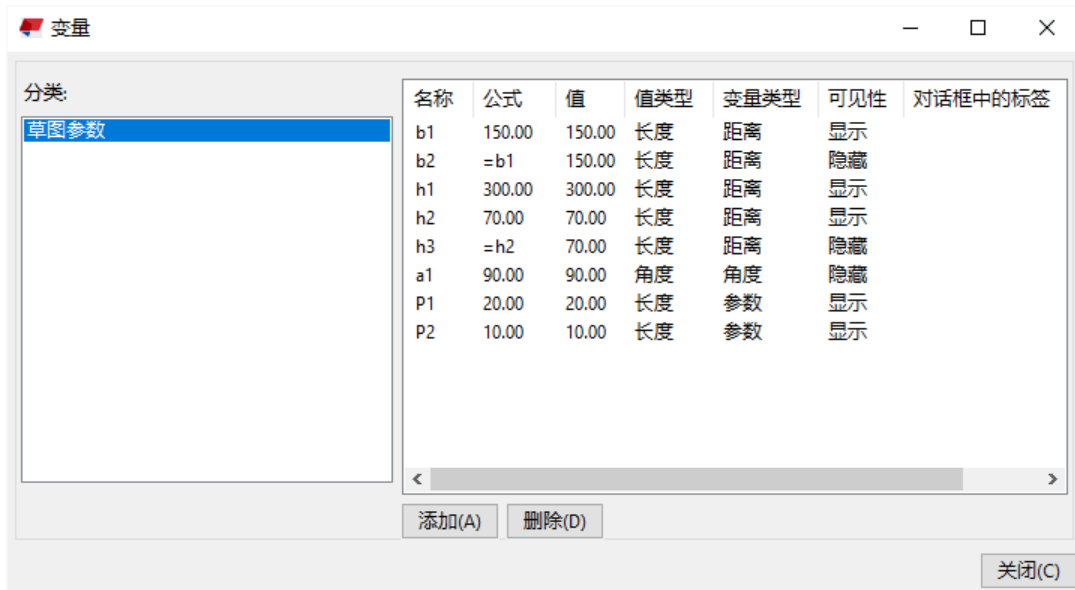 变量
分类:
草图参数
名称 公式 值 值类型 变量类型 可见性 对话框中的标签
b1 150.00 150.00 长度 距离 显示
b2 =b1 150.00 长度 距离 隐藏
h1 300.00 300.00 长度 距离 显示
h2 70.00 70.00 长度 距离 显示
h3 =h2 70.00 长度 距离 隐藏
a1 90.00 90.00 角度 角度 隐藏
P1 20.00 20.00 长度 参数 显示
P2 10.00 10.00 长度 参数 显示
添加(A) 删除(D)
关闭(C)